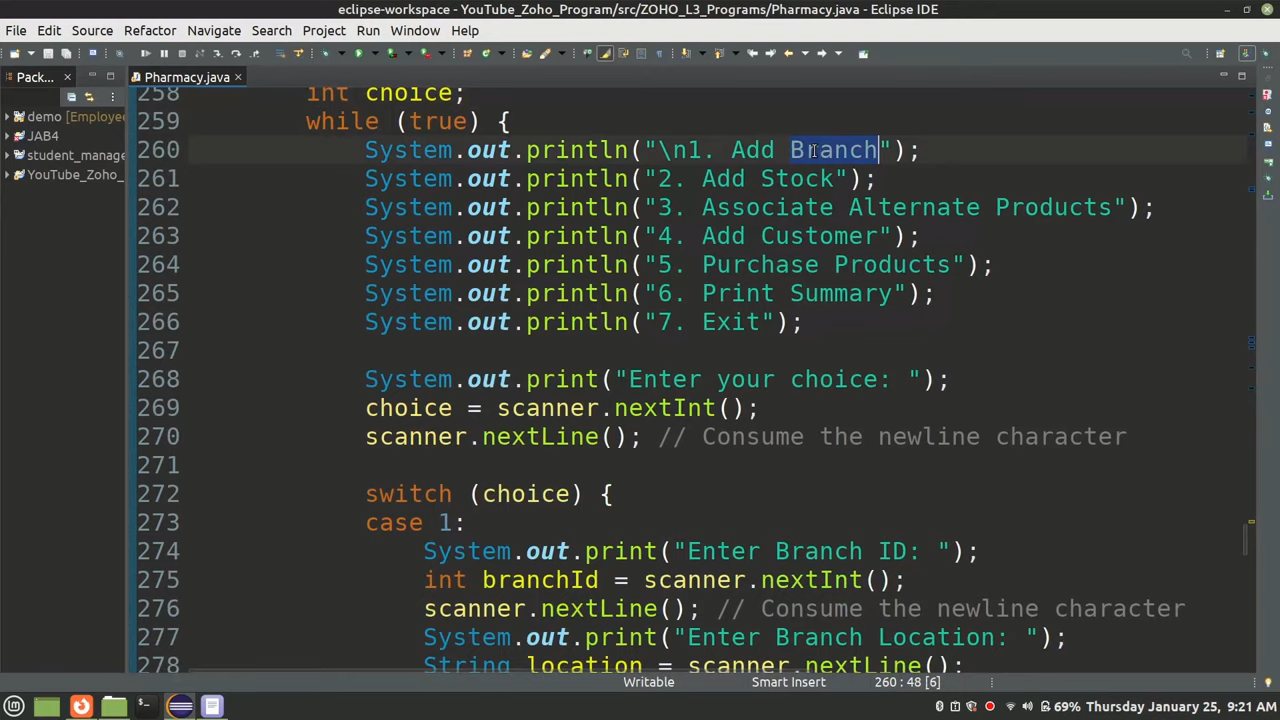 eclipse-workspace - YouTube_Zoho_Program/src/ZOHO_L3_Programs/Pharmacy.java - Eclipse IDE
File Edit Source Refactor Navigate Search Project Run Window Help
Pack...
Pharmacy.java
demo [Employee
JAB4
student_manage
YouTube_Zoho_
258 int choice;
259 while (true) {
260 System.out.println("\n1. Add Branch");
261 System.out.println("2. Add Stock");
262 System.out.println("3. Associate Alternate Products");
263 System.out.println("4. Add Customer");
264 System.out.println("5. Purchase Products");
265 System.out.println("6. Print Summary");
266 System.out.println("7. Exit");
267
268 System.out.print("Enter your choice: ");
269 choice = scanner.nextInt();
270 scanner.nextLine(); // Consume the newline character
271
272 switch (choice) {
273 case 1:
274 System.out.print("Enter Branch ID: ");
275 int branchId = scanner.nextInt();
276 scanner.nextLine(); // Consume the newline character
277 System.out.print("Enter Branch Location: ");
278 String location = scanner.nextLine();
Writable Smart Insert 260 : 48 [6]
69% Thursday January 25, 9:21 AM